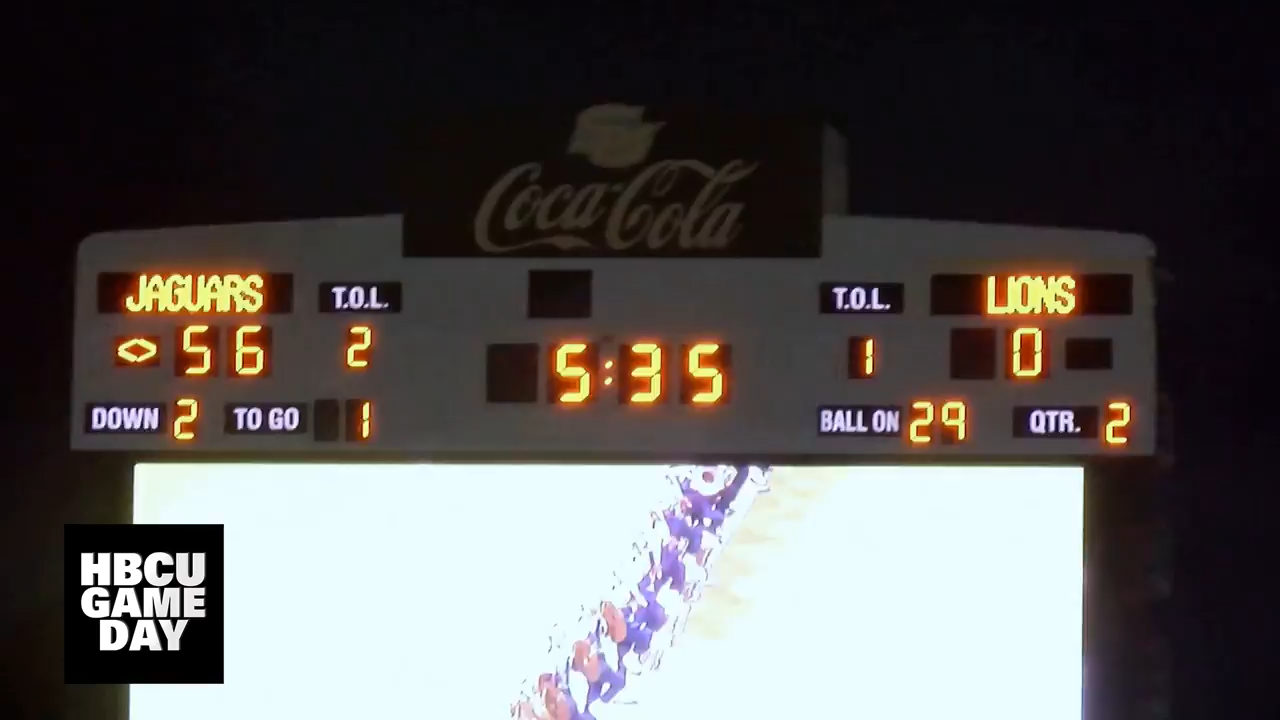 Coca-Cola
JAGUARS T.O.L. T.O.L. LIONS
<> 56 2 5:35 1 0
DOWN 2 TO GO 1 BALL ON 29 QTR. 2
HBCU
GAME
DAY